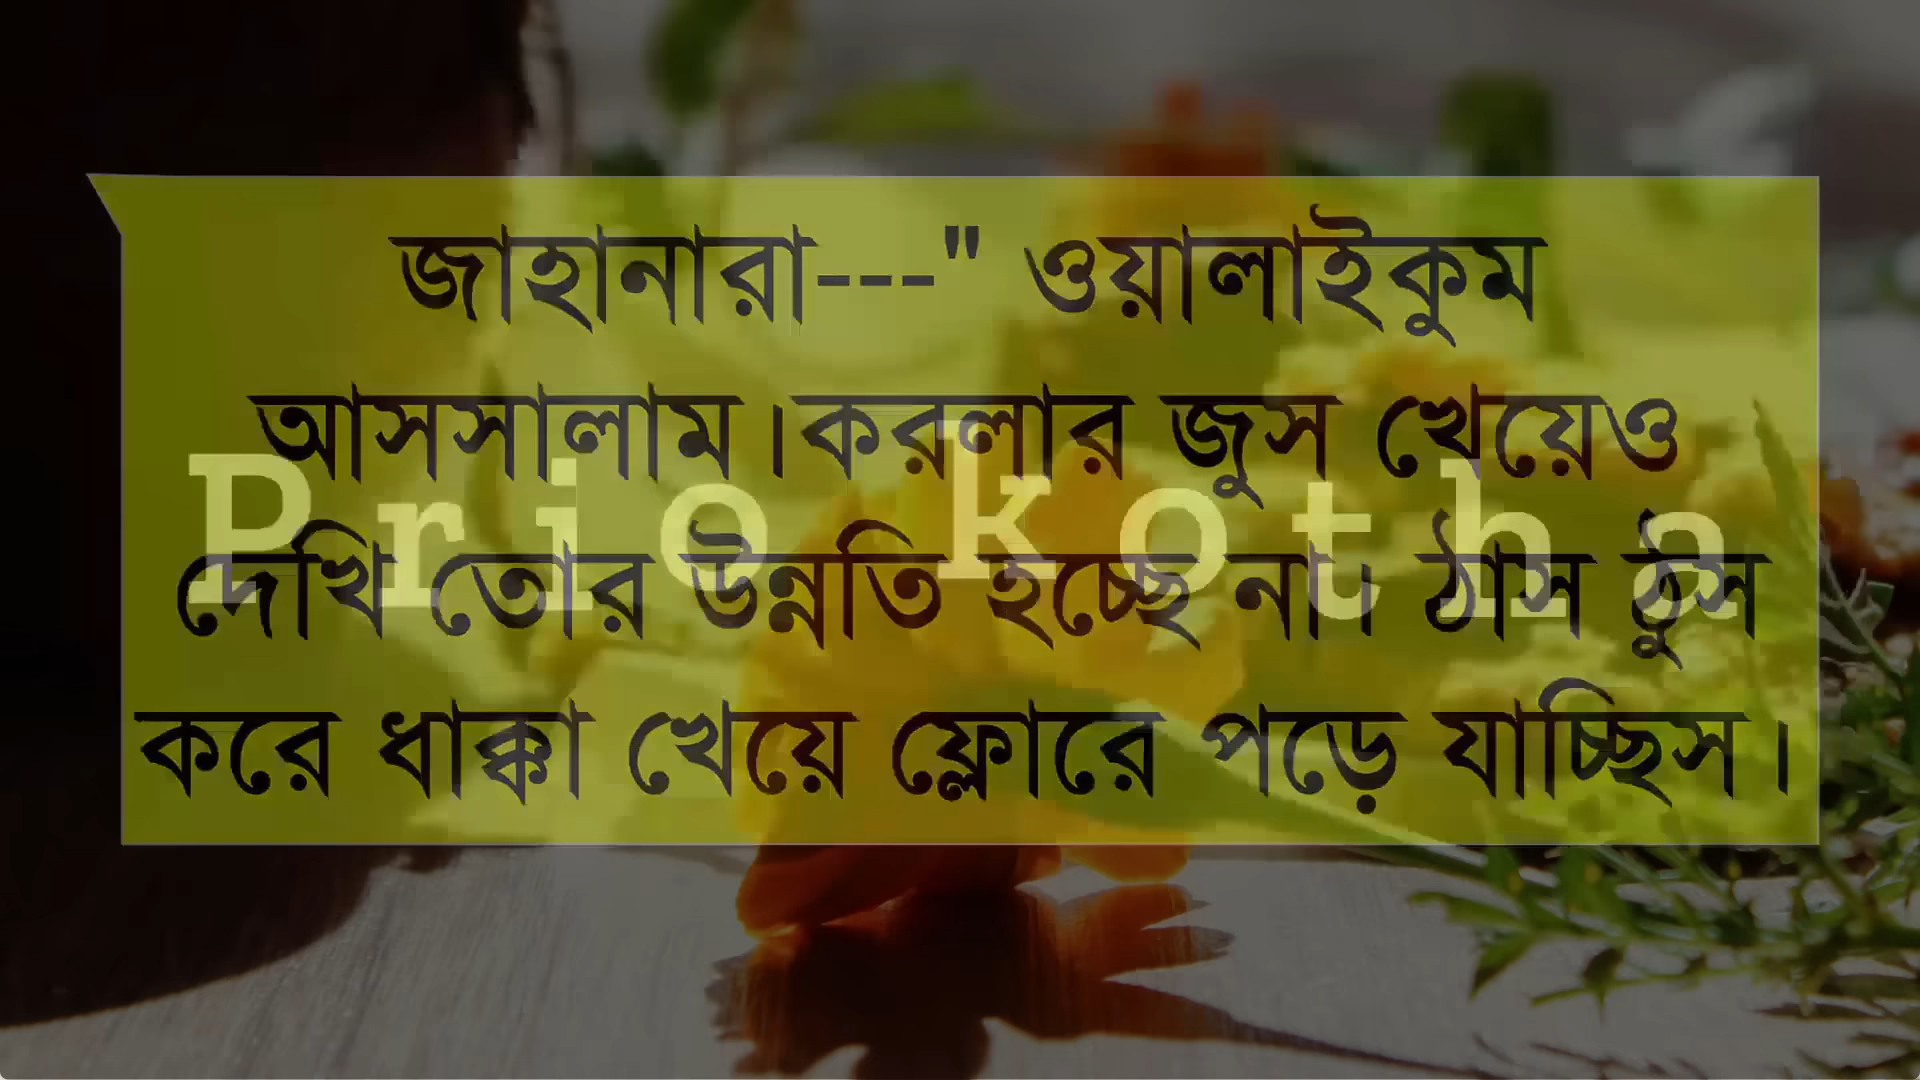 জাহানারা---" ওয়ালাইকুম
আসসালাম।করলার জুস খেয়েও
Prio kotha
দেখি তোর উন্নতি হচ্ছে না। ঠাস ঠুস
করে ধাক্কা খেয়ে ফ্লোরে পড়ে যাচ্ছিস।